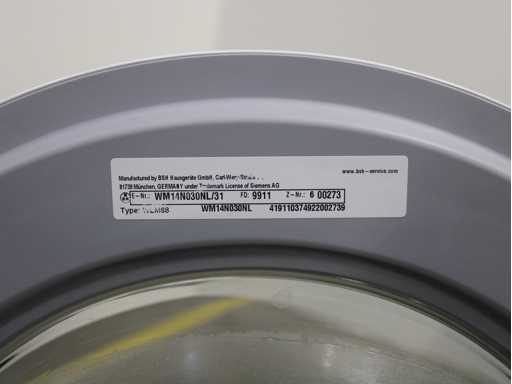 Manufactured by BSH Hausgeräte GmbH, Carl-Wery-
www.bsh-service.com
81739 München, GERMANY under Trademark License of Siemens AG
E-Nr.: WM14N030NL/31 FD: 9911 Z-Nr.: 6 00273
Type: WM14N030NL 419110374922002739